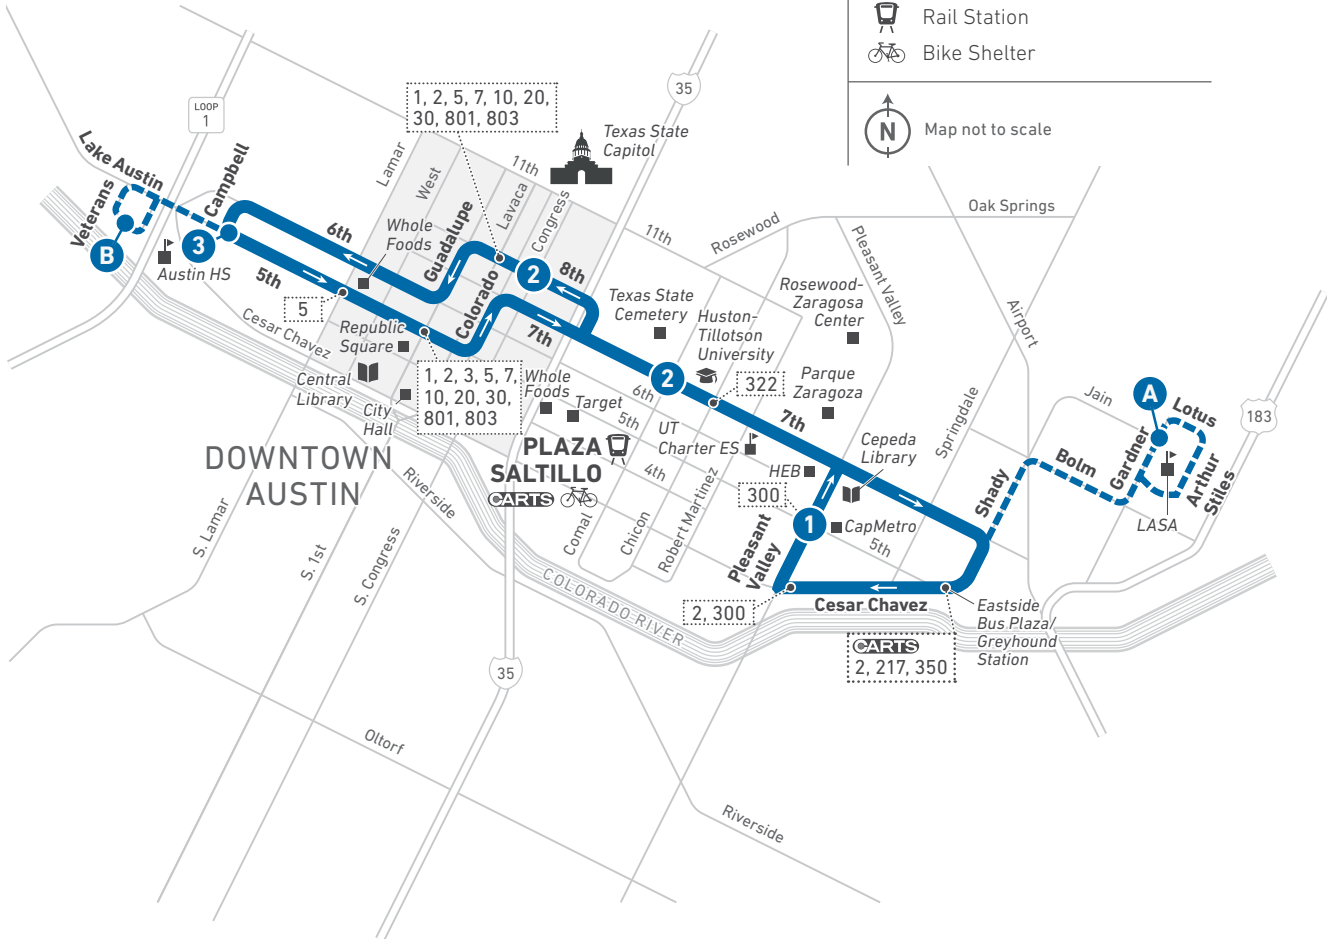 Rail Station
Bike Shelter
N
Map not to scale
LOOP
1
35
1, 2, 5, 7, 10, 20,
30, 801, 803
Texas State
Capitol
Lake Austin
Veterans
Campbell
Lamar
West
11th
Lavaca
Congress
Guadalupe
Whole
Foods
6th
B
3
Austin HS
5th
5
Cesar Chavez
Republic
Square
Colorado
2
8th
7th
11th
Rosewood
Oak Springs
Pleasant Valley
Airport
Texas State
Cemetery
Huston-
Tillotson
University
Rosewood-
Zaragosa
Center
Central
Library
City
Hall
1, 2, 3, 5, 7,
10, 20, 30,
801, 803
Whole
Foods
Target
6th
5th
4th
2
322
Parque
Zaragoza
7th
UT
Charter ES
HEB
Cepeda
Library
Springdale
Jain
A
Lotus
183
DOWNTOWN
AUSTIN
PLAZA
SALTILLO
CARTS
Riverside
S. Lamar
S. 1st
S. Congress
Comal
Chicon
Robert Martinez
300
1
CapMetro
5th
Pleasant
Valley
Shady
Bolm
Gardner
Arthur
Stiles
LASA
COLORADO RIVER
2, 300
Cesar Chavez
Eastside
Bus Plaza/
Greyhound
Station
CARTS
2, 217, 350
35
Oltorf
Riverside